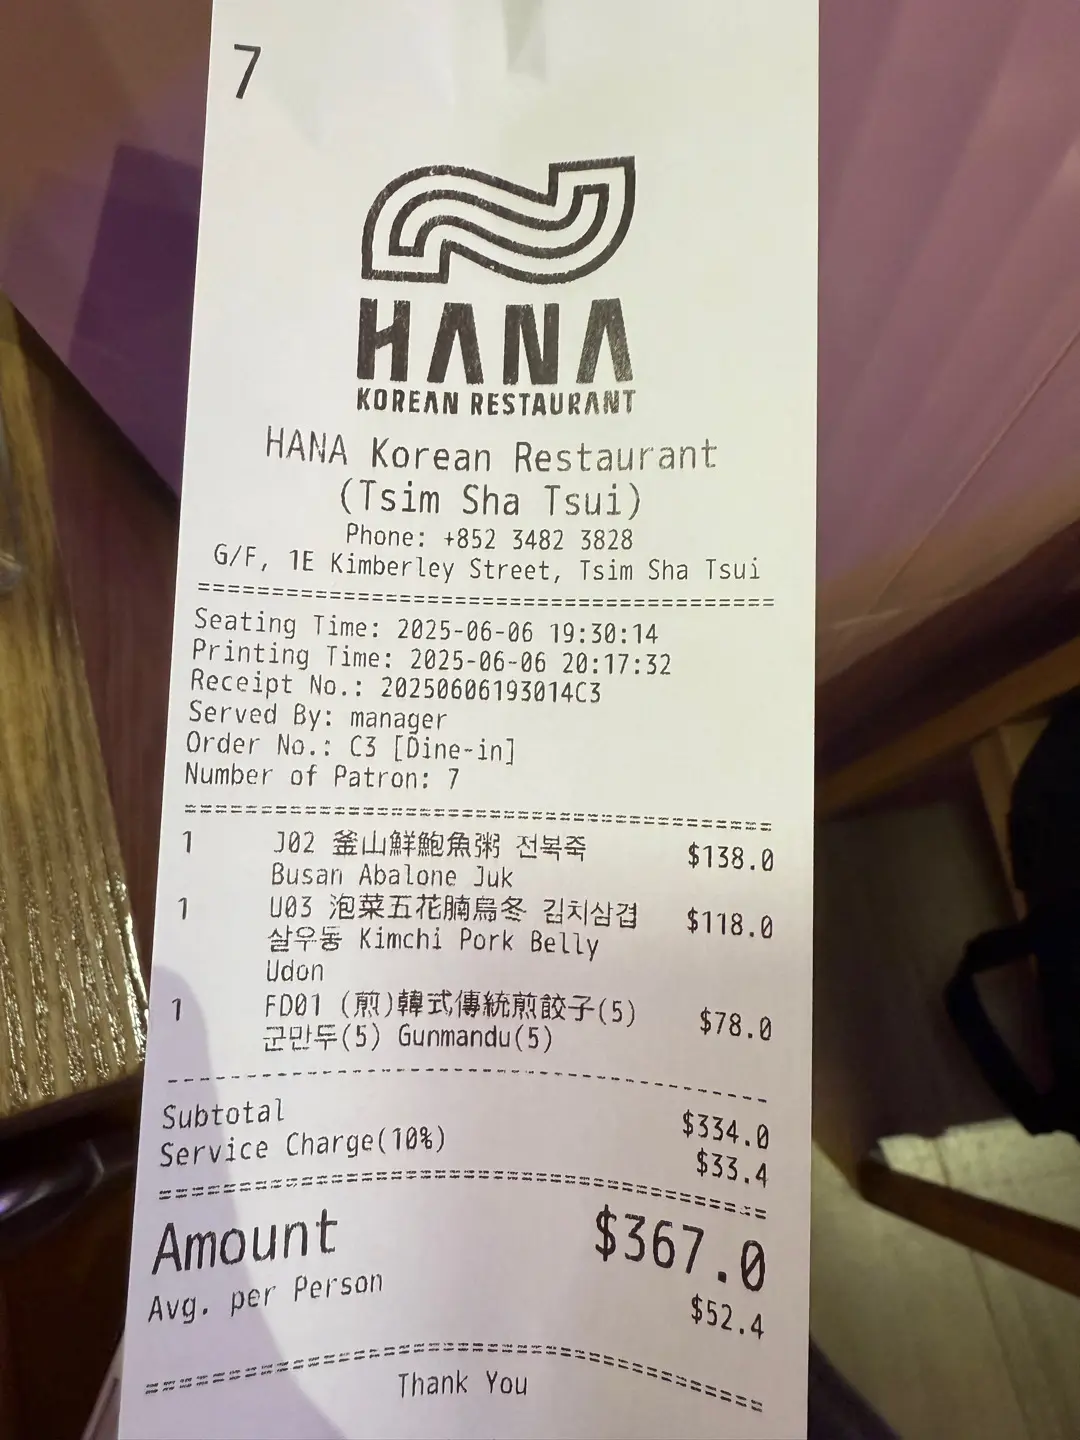 7
HANA
KOREAN RESTAURANT
HANA Korean Restaurant
(Tsim Sha Tsui)
Phone: +852 3482 3828
G/F, 1E Kimberley Street, Tsim Sha Tsui
============================================
Seating Time: 2025-06-06 19:30:14
Printing Time: 2025-06-06 20:17:32
Receipt No.: 20250606193014C3
Served By: manager
Order No.: C3 [Dine-in]
Number of Patron: 7
============================================
1 J02 釜山鮮鮑魚粥 전복죽 $138.0
Busan Abalone Juk
1 U03 泡菜五花腩烏冬 김치삼겹 $118.0
살우동 Kimchi Pork Belly
Udon
1 FD01 (煎)韓式傳統煎餃子(5) $78.0
군만두(5) Gunmandu(5)
--------------------------------------------
Subtotal $334.0
Service Charge(10%) $33.4
============================================
Amount $367.0
Avg. per Person $52.4
============================================
Thank You